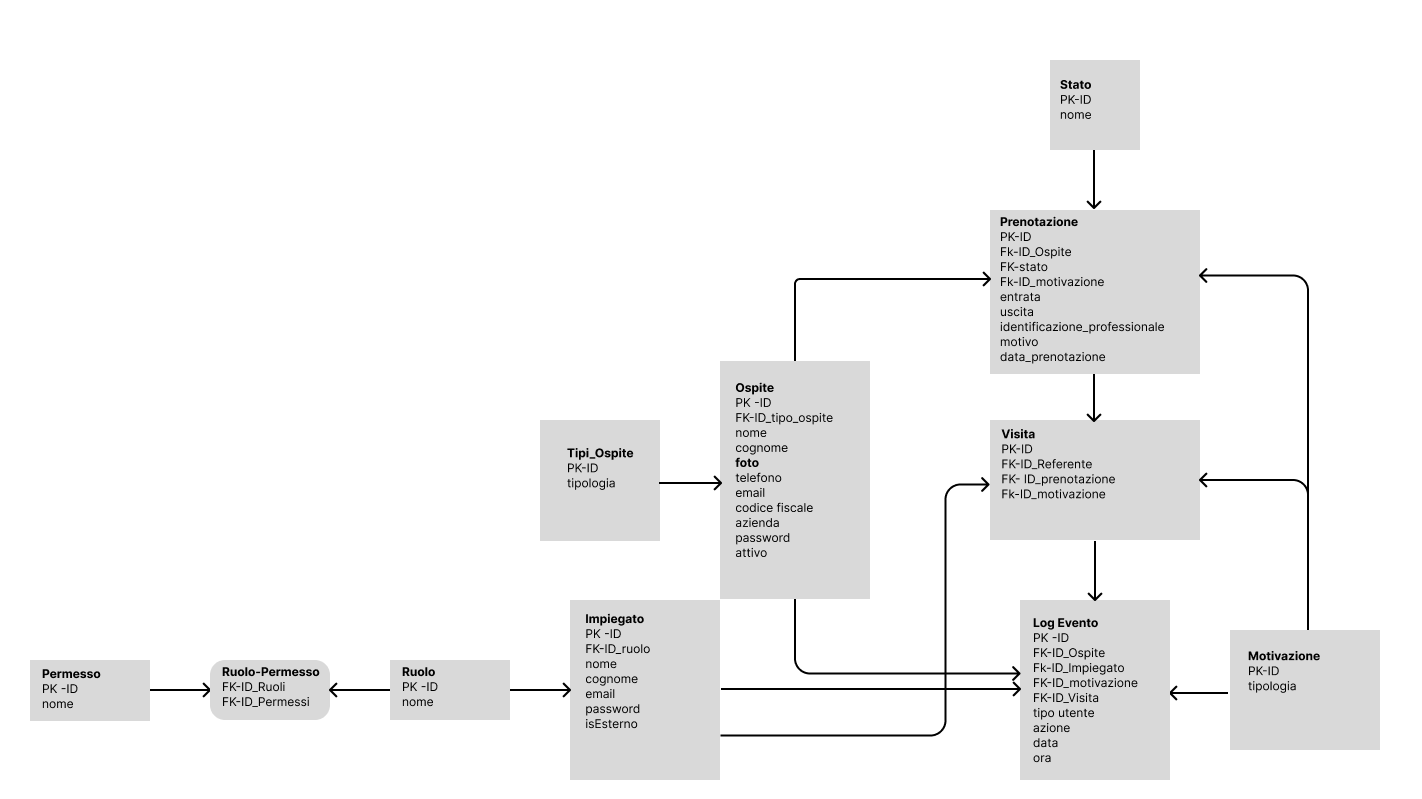 Stato
PK-ID
nome
Prenotazione
PK-ID
Fk-ID_Ospite
FK-stato
Fk-ID_motivazione
entrata
uscita
identificazione_professionale
motivo
data_prenotazione
Ospite
PK -ID
FK-ID_tipo_ospite
nome
cognome
foto
telefono
email
codice fiscale
azienda
password
attivo
Tipi_Ospite
PK-ID
tipologia
Visita
PK-ID
FK-ID_Referente
FK- ID_prenotazione
Fk-ID_motivazione
Permesso
PK -ID
nome
Ruolo-Permesso
FK-ID_Ruoli
FK-ID_Permessi
Ruolo
PK -ID
nome
Impiegato
PK -ID
FK-ID_ruolo
nome
cognome
email
password
isEsterno
Log Evento
PK -ID
FK-ID_Ospite
Fk-ID_Impiegato
FK-ID_motivazione
FK-ID_Visita
tipo utente
azione
data
ora
Motivazione
PK-ID
tipologia